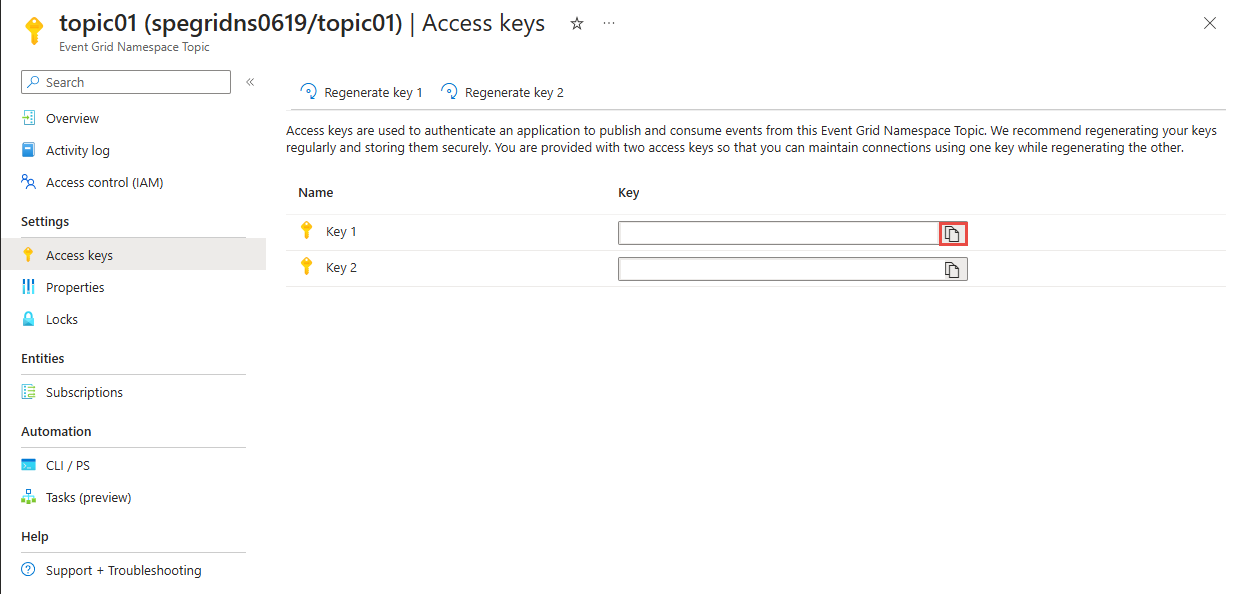 topic01 (spegridns0619/topic01) | Access keys
Event Grid Namespace Topic
Search
Overview
Activity log
Access control (IAM)
Settings
Access keys
Properties
Locks
Entities
Subscriptions
Automation
CLI / PS
Tasks (preview)
Help
Support + Troubleshooting
Regenerate key 1
Regenerate key 2
Access keys are used to authenticate an application to publish and consume events from this Event Grid Namespace Topic. We recommend regenerating your keys
regularly and storing them securely. You are provided with two access keys so that you can maintain connections using one key while regenerating the other.
Name
Key
Key 1
Key 2